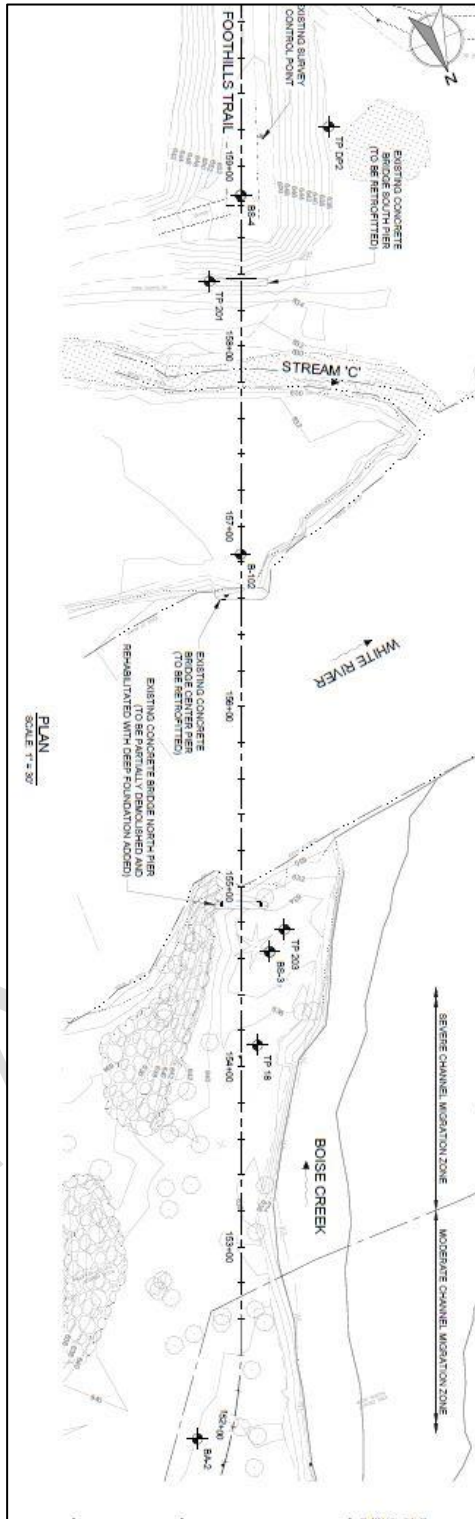 N
EXISTING SURVEY
CONTROL POINT
FOOTHILLS TRAIL
TP DP2
EXISTING CONCRETE
BRIDGE SOUTH PIER
(TO BE RETROFITTED)
159+00
BS-4
TP 201
158+00
STREAM 'C'
157+00
B-102
EXISTING CONCRETE
BRIDGE CENTER PIER
(TO BE RETROFITTED)
WHITE RIVER
156+00
EXISTING CONCRETE BRIDGE NORTH PIER
(TO BE PARTIALLY DEMOLISHED AND
REHABILITATED WITH DEEP FOUNDATION ADDED)
PLAN
SCALE: 1" = 30'
155+00
TP 203
BS-3
TP 18
154+00
SEVERE CHANNEL MIGRATION ZONE
MODERATE CHANNEL MIGRATION ZONE
BOISE CREEK
153+00
152+00
BA-2